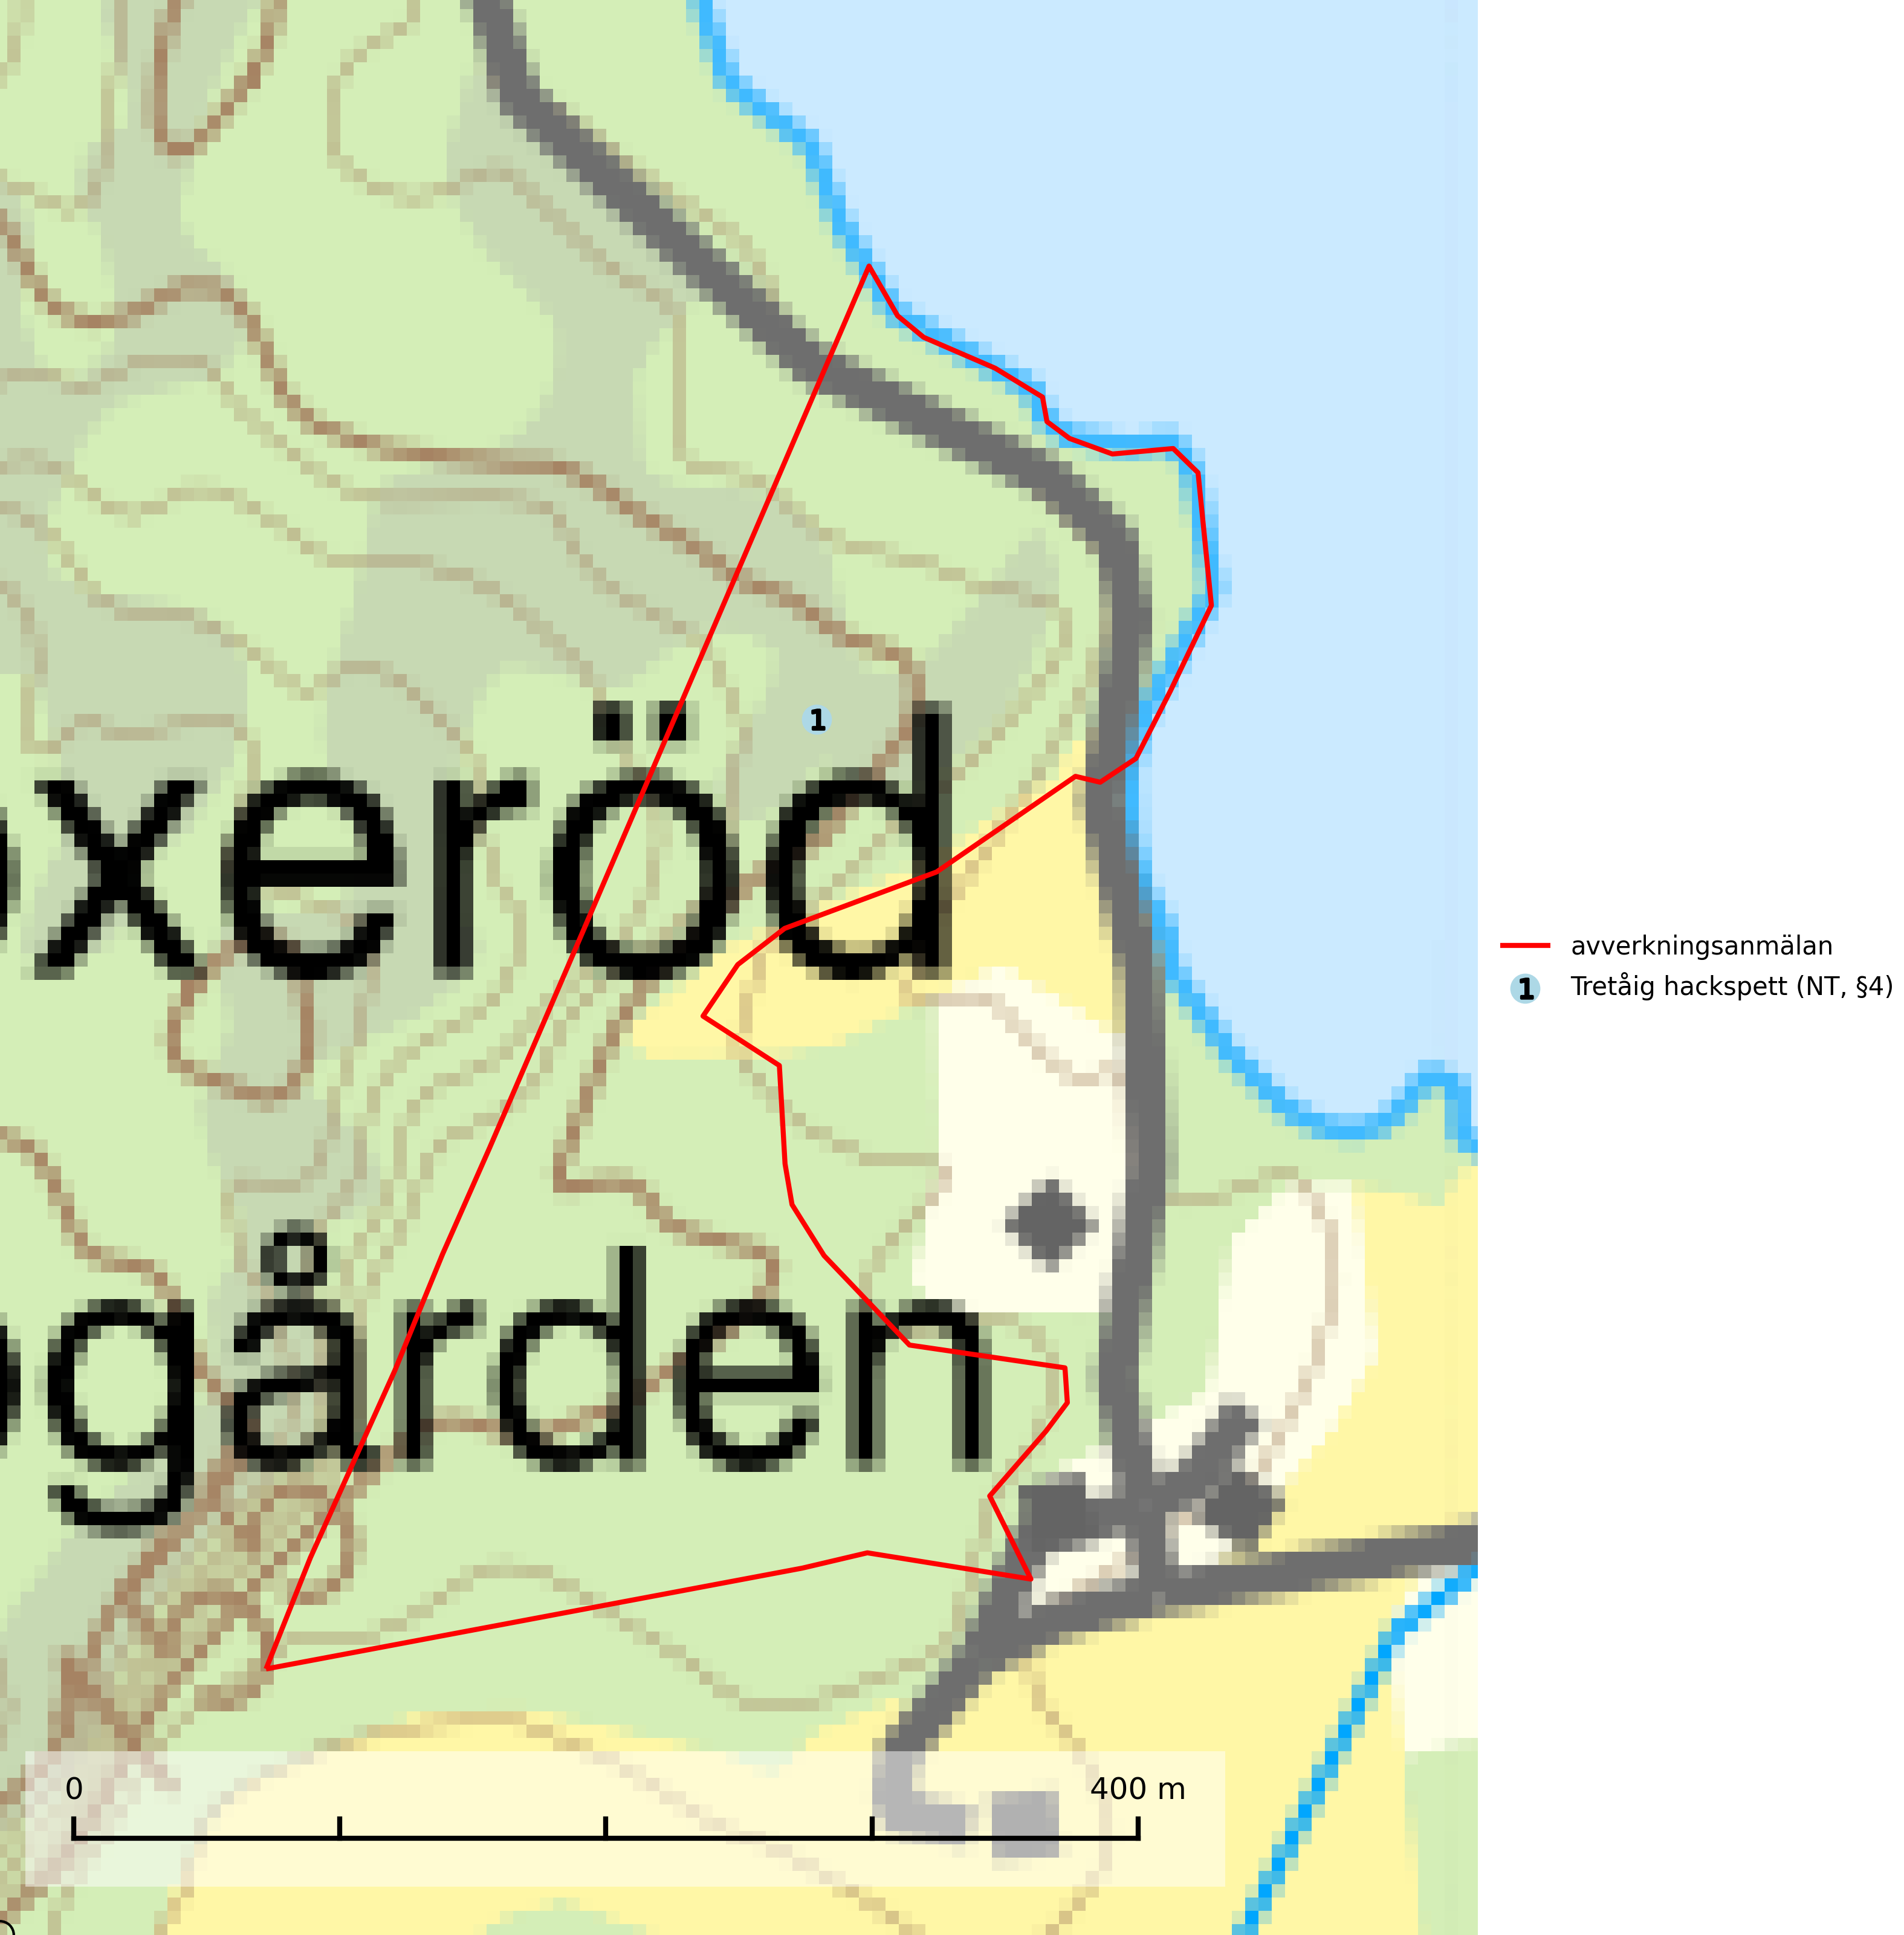 1
xeröd
gården
0 400 m
avverkningsanmälan
1 Tretåig hackspett (NT, §4)